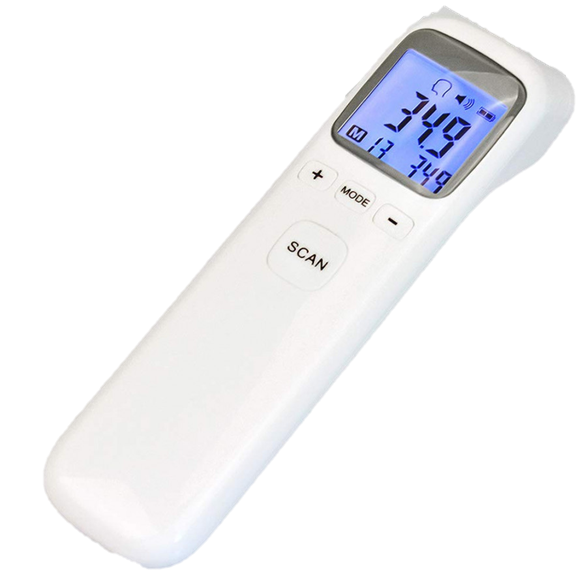 34.9
M 13 34.9
+ MODE -
SCAN